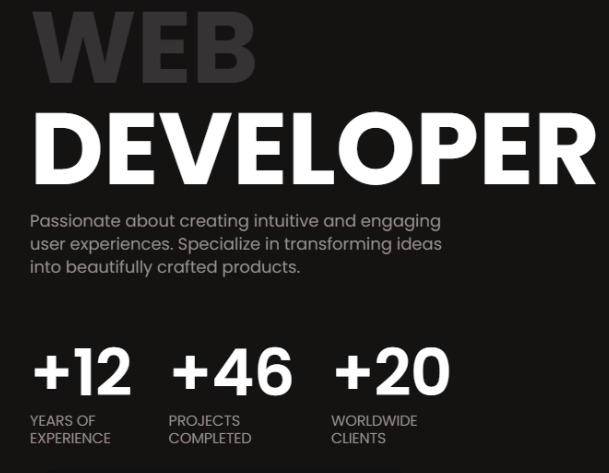 WEB
DEVELOPER
Passionate about creating intuitive and engaging
user experiences. Specialize in transforming ideas
into beautifully crafted products.
+12 +46 +20
YEARS OF PROJECTS WORLDWIDE
EXPERIENCE COMPLETED CLIENTS